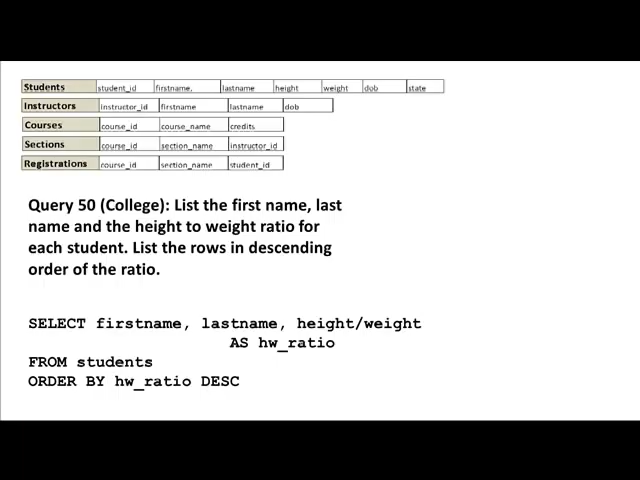 Students student_id firstname, lastname height weight dob state
Instructors instructor_id firstname lastname dob
Courses course_id course_name credits
Sections course_id section_name instructor_id
Registrations course_id section_name student_id
Query 50 (College): List the first name, last
name and the height to weight ratio for
each student. List the rows in descending
order of the ratio.
SELECT firstname, lastname, height/weight
AS hw_ratio
FROM students
ORDER BY hw_ratio DESC